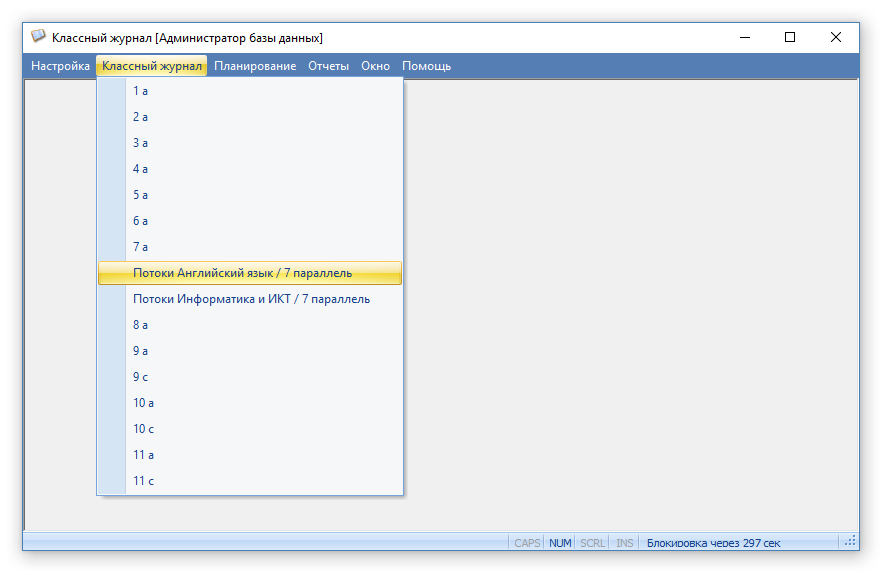 Классный журнал [Администратор базы данных]
Настройка Классный журнал Планирование Отчеты Окно Помощь
1 а
2 а
3 а
4 а
5 а
6 а
7 а
Потоки Английский язык / 7 параллель
Потоки Информатика и ИКТ / 7 параллель
8 а
9 а
9 с
10 а
10 с
11 а
11 с
CAPS NUM SCRL INS Блокировка через 297 сек